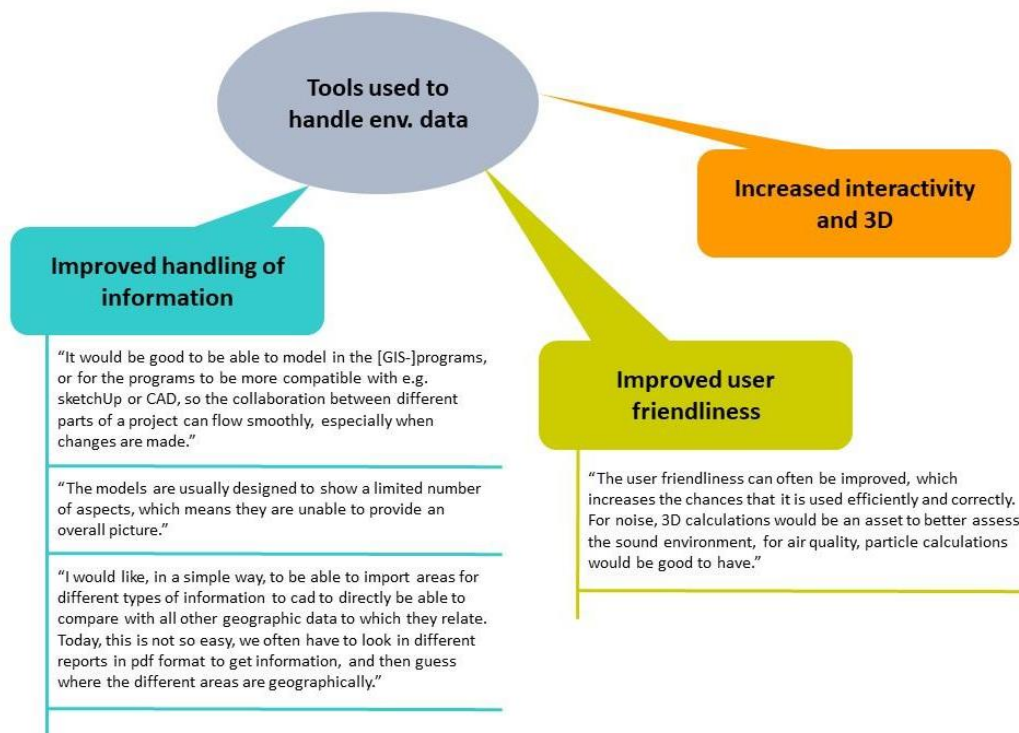 Tools used to
handle env. data
Increased interactivity
and 3D
Improved handling of
information
“It would be good to be able to model in the [GIS-]programs,
or for the programs to be more compatible with e.g.
sketchUp or CAD, so the collaboration between different
parts of a project can flow smoothly, especially when
changes are made.”
“The models are usually designed to show a limited number
of aspects, which means they are unable to provide an
overall picture.”
“I would like, in a simple way, to be able to import areas for
different types of information to cad to directly be able to
compare with all other geographic data to which they relate.
Today, this is not so easy, we often have to look in different
reports in pdf format to get information, and then guess
where the different areas are geographically.”
Improved user
friendliness
“The user friendliness can often be improved, which
increases the chances that it is used efficiently and correctly.
For noise, 3D calculations would be an asset to better assess
the sound environment, for air quality, particle calculations
would be good to have.”